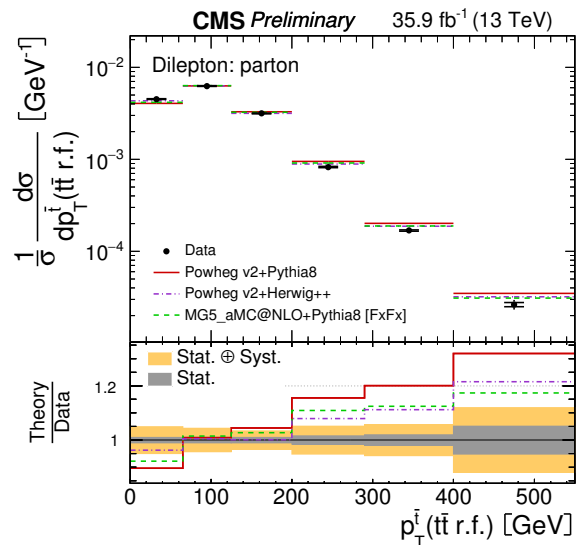 CMS Preliminary 35.9 fb⁻¹ (13 TeV)
Dilepton: parton
1/σ dσ/dp_T^t̄(tt̄ r.f.) [GeV⁻¹]
10⁻²
10⁻³
10⁻⁴
Data
Powheg v2+Pythia8
Powheg v2+Herwig++
MG5_aMC@NLO+Pythia8 [FxFx]
Theory/Data
Stat. ⊕ Syst.
Stat.
1.2
1
0 100 200 300 400 500
p_T^t̄(tt̄ r.f.) [GeV]